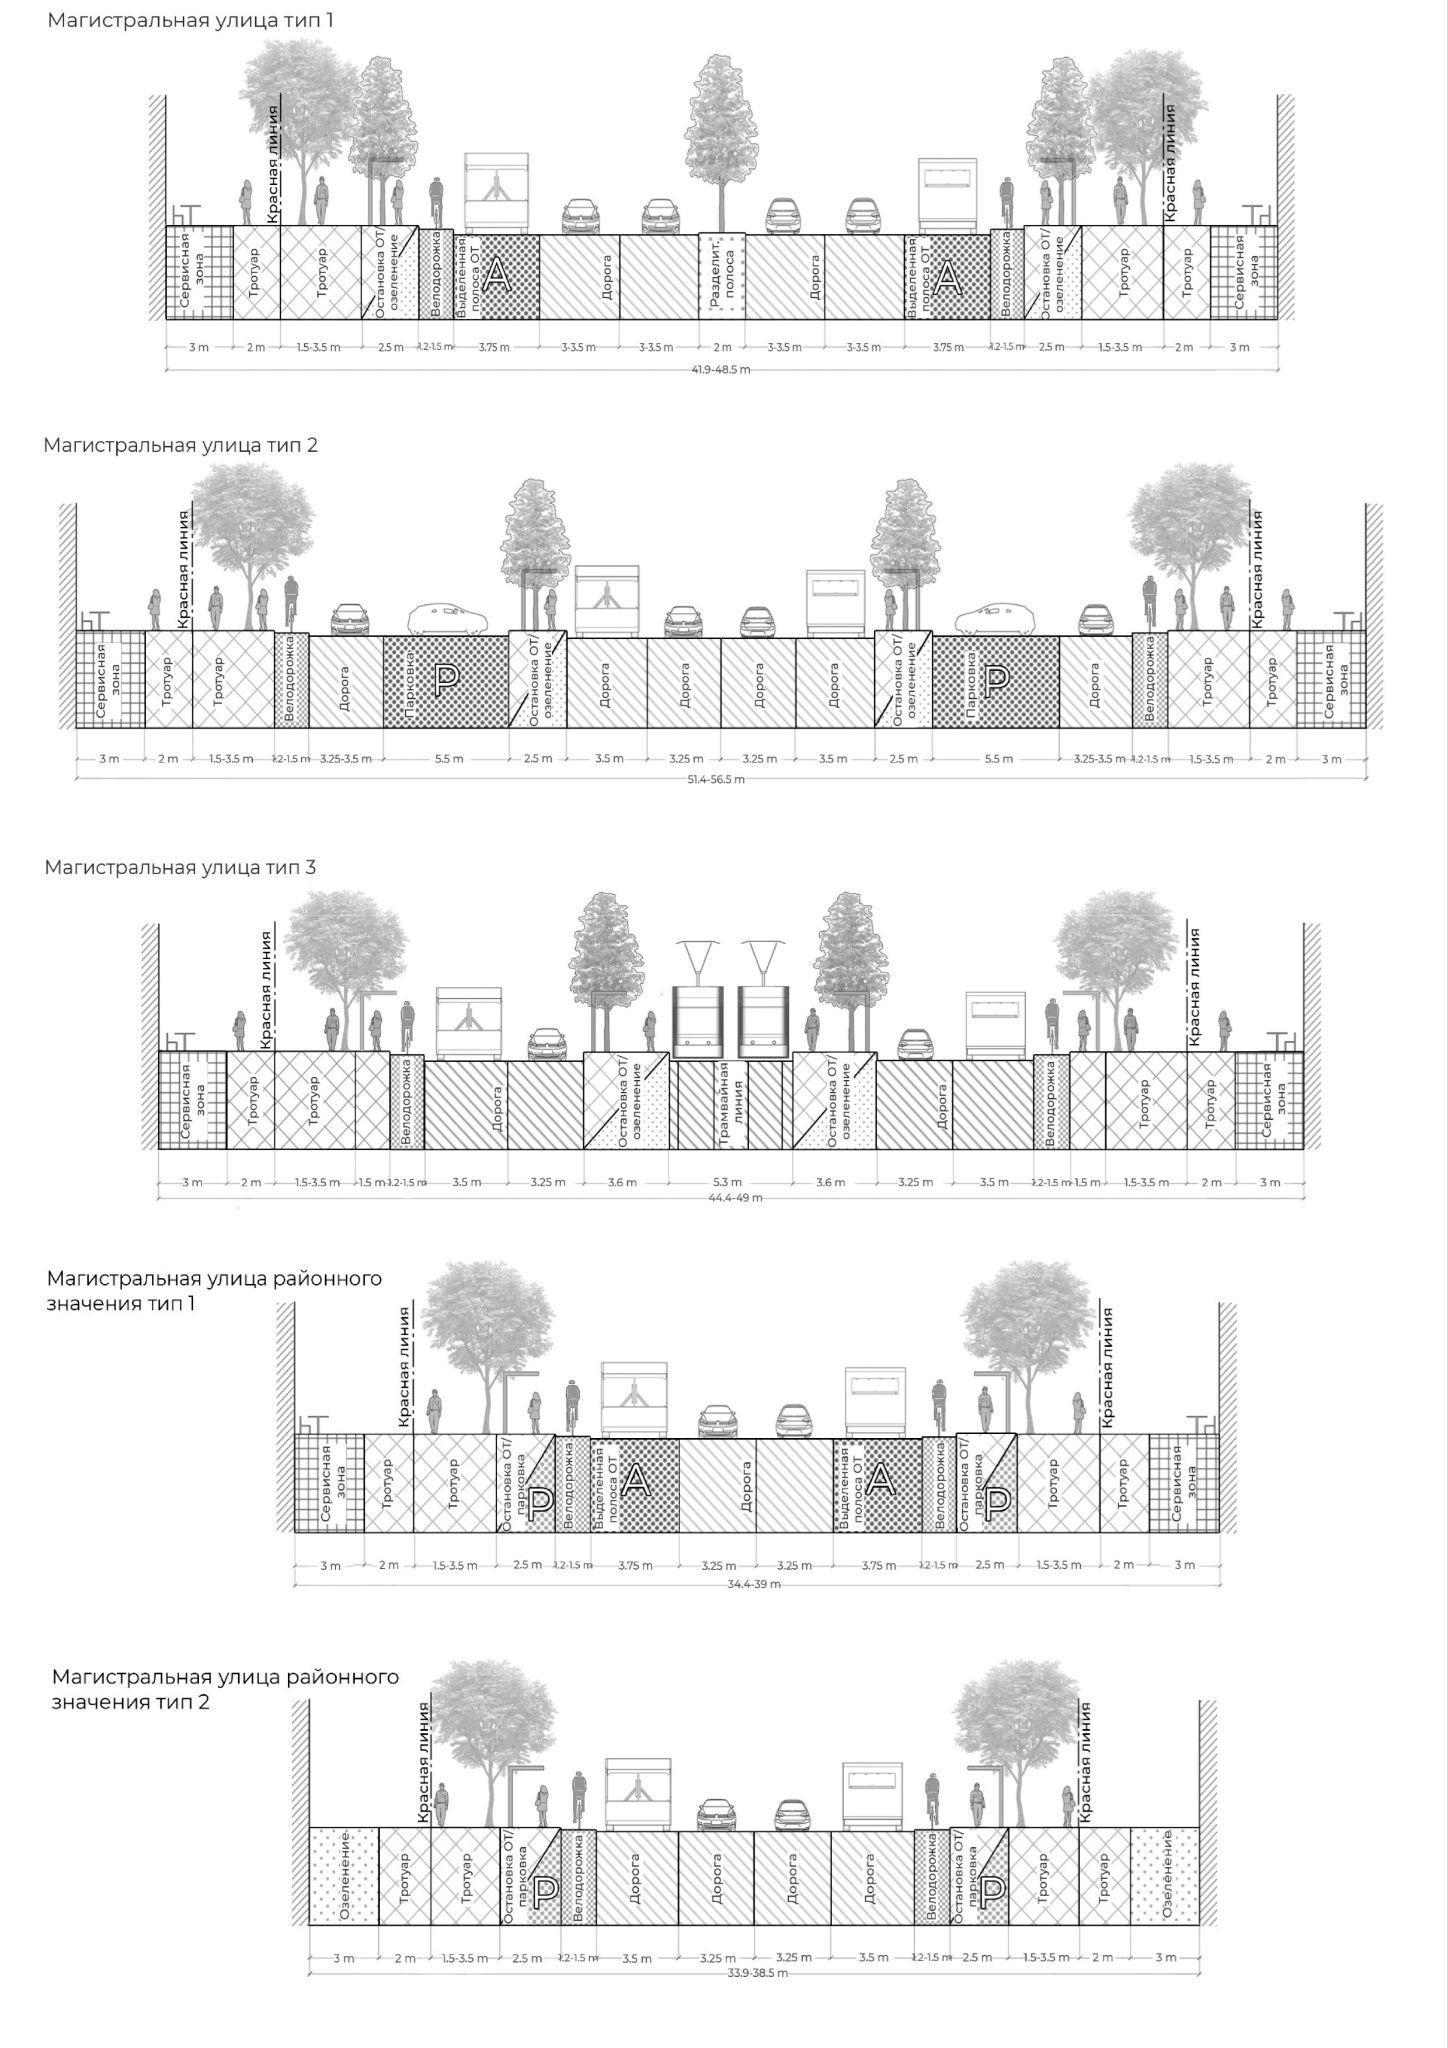 Магистральная улица тип 1
Красная линия
Красная линия
Сервисная
зона
Тротуар
Тротуар
Остановка ОТ/
озеленение
Велодорожка
Выделенная
полоса ОТ
A
Дорога
Разделит.
полоса
Дорога
Выделенная
полоса ОТ
A
Велодорожка
Остановка ОТ/
озеленение
Тротуар
Тротуар
Сервисная
зона
3 m 2 m 1.5-3.5 m 2.5 m 1.2-1.5 m 3.75 m 3-3.5 m 3-3.5 m 2 m 3-3.5 m 3-3.5 m 3.75 m 1.2-1.5 m 2.5 m 1.5-3.5 m 2 m 3 m
41.9-48.5 m
Магистральная улица тип 2
Красная линия
Красная линия
Сервисная
зона
Тротуар
Тротуар
Велодорожка
Дорога
Парковка
P
Остановка ОТ/
озеленение
Дорога
Дорога
Дорога
Дорога
Остановка ОТ/
озеленение
Парковка
P
Дорога
Велодорожка
Тротуар
Тротуар
Сервисная
зона
3 m 2 m 1.5-3.5 m 1.2-1.5 m 3.25-3.5 m 5.5 m 2.5 m 3.5 m 3.25 m 3.25 m 3.5 m 2.5 m 5.5 m 3.25-3.5 m 1.2-1.5 m 1.5-3.5 m 2 m 3 m
51.4-56.5 m
Магистральная улица тип 3
Красная линия
Красная линия
Сервисная
зона
Тротуар
Тротуар
Велодорожка
Дорога
Остановка ОТ/
озеленение
Трамвайная
линия
Остановка ОТ/
озеленение
Дорога
Велодорожка
Тротуар
Тротуар
Сервисная
зона
3 m 2 m 1.5-3.5 m 1.5 m 1.2-1.5 m 3.5 m 3.25 m 3.6 m 5.3 m 3.6 m 3.25 m 3.5 m 1.2-1.5 m 1.5 m 1.5-3.5 m 2 m 3 m
44.4-49 m
Магистральная улица районного
значения тип 1
Красная линия
Красная линия
Сервисная
зона
Тротуар
Тротуар
Остановка ОТ/
парковка
P
Велодорожка
Выделенная
полоса ОТ
A
Дорога
Выделенная
полоса ОТ
A
Велодорожка
Остановка ОТ/
парковка
P
Тротуар
Тротуар
Сервисная
зона
3 m 2 m 1.5-3.5 m 2.5 m 1.2-1.5 m 3.75 m 3.25 m 3.25 m 3.75 m 1.2-1.5 m 2.5 m 1.5-3.5 m 2 m 3 m
34.4-39 m
Магистральная улица районного
значения тип 2
Красная линия
Красная линия
Озеленение
Тротуар
Тротуар
Остановка ОТ/
парковка
P
Велодорожка
Дорога
Дорога
Дорога
Дорога
Велодорожка
Остановка ОТ/
парковка
P
Тротуар
Тротуар
Озеленение
3 m 2 m 1.5-3.5 m 2.5 m 1.2-1.5 m 3.5 m 3.25 m 3.25 m 3.5 m 1.2-1.5 m 2.5 m 1.5-3.5 m 2 m 3 m
33.9-38.5 m